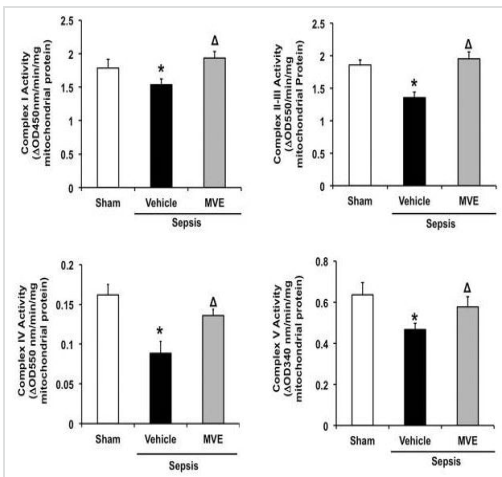 Complex I Activity
(ΔOD450nm/min/mg
mitochondrial protein)
2.5
2
1.5
1
0.5
0
*
Δ
Sham Vehicle MVE
Sepsis
Complex II-III Activity
(ΔOD550/min/mg
mitochondrial Protein)
2.5
2
1.5
1
0.5
0
*
Δ
Sham Vehicle MVE
Sepsis
Complex IV Activity
(ΔOD550 nm/min/mg
mitochondrial protein)
0.2
0.15
0.1
0.05
0
*
Δ
Sham Vehicle MVE
Sepsis
Complex V Activity
(ΔOD340 nm/min/mg
mitochondrial protein)
0.8
0.6
0.4
0.2
0
*
Δ
Sham Vehicle MVE
Sepsis